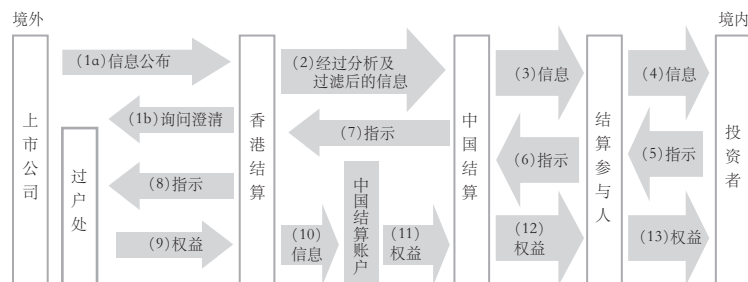 境外
境内
(1a)信息公布
(2)经过分析及
过滤后的信息
(3)信息
(4)信息
上市公司
过户处
(1b)询问澄清
香港结算
(7)指示
中国结算
(6)指示
结算参与人
(5)指示
投资者
(8)指示
(9)权益
(10)
信息
中国结算账户
(11)
权益
(12)
权益
(13)权益